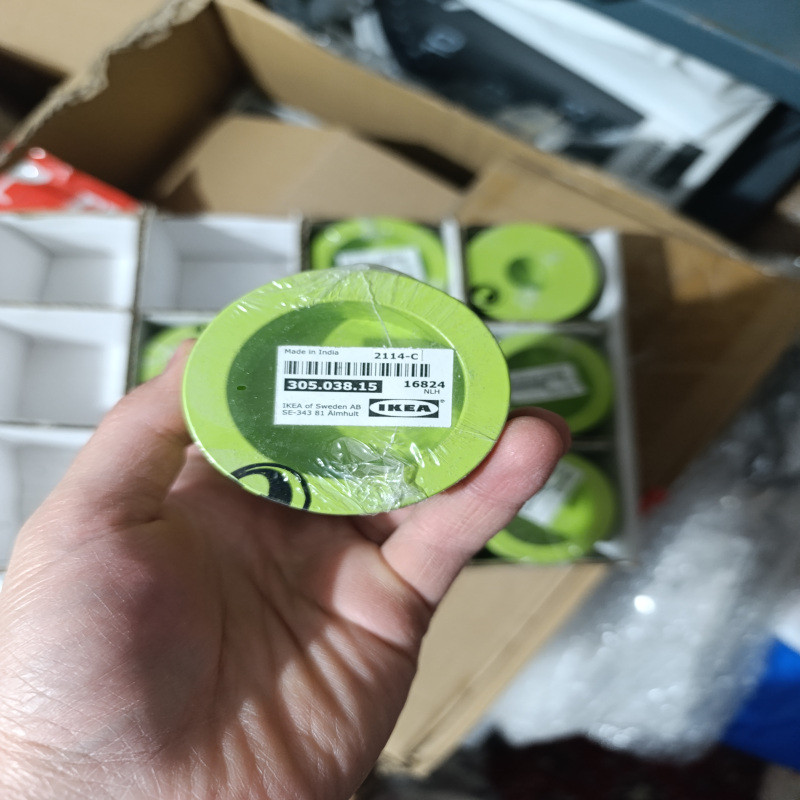 Made in India
2114-C
305.038.15
16824
NLH
IKEA of Sweden AB
SE-343 81 Älmhult
IKEA®